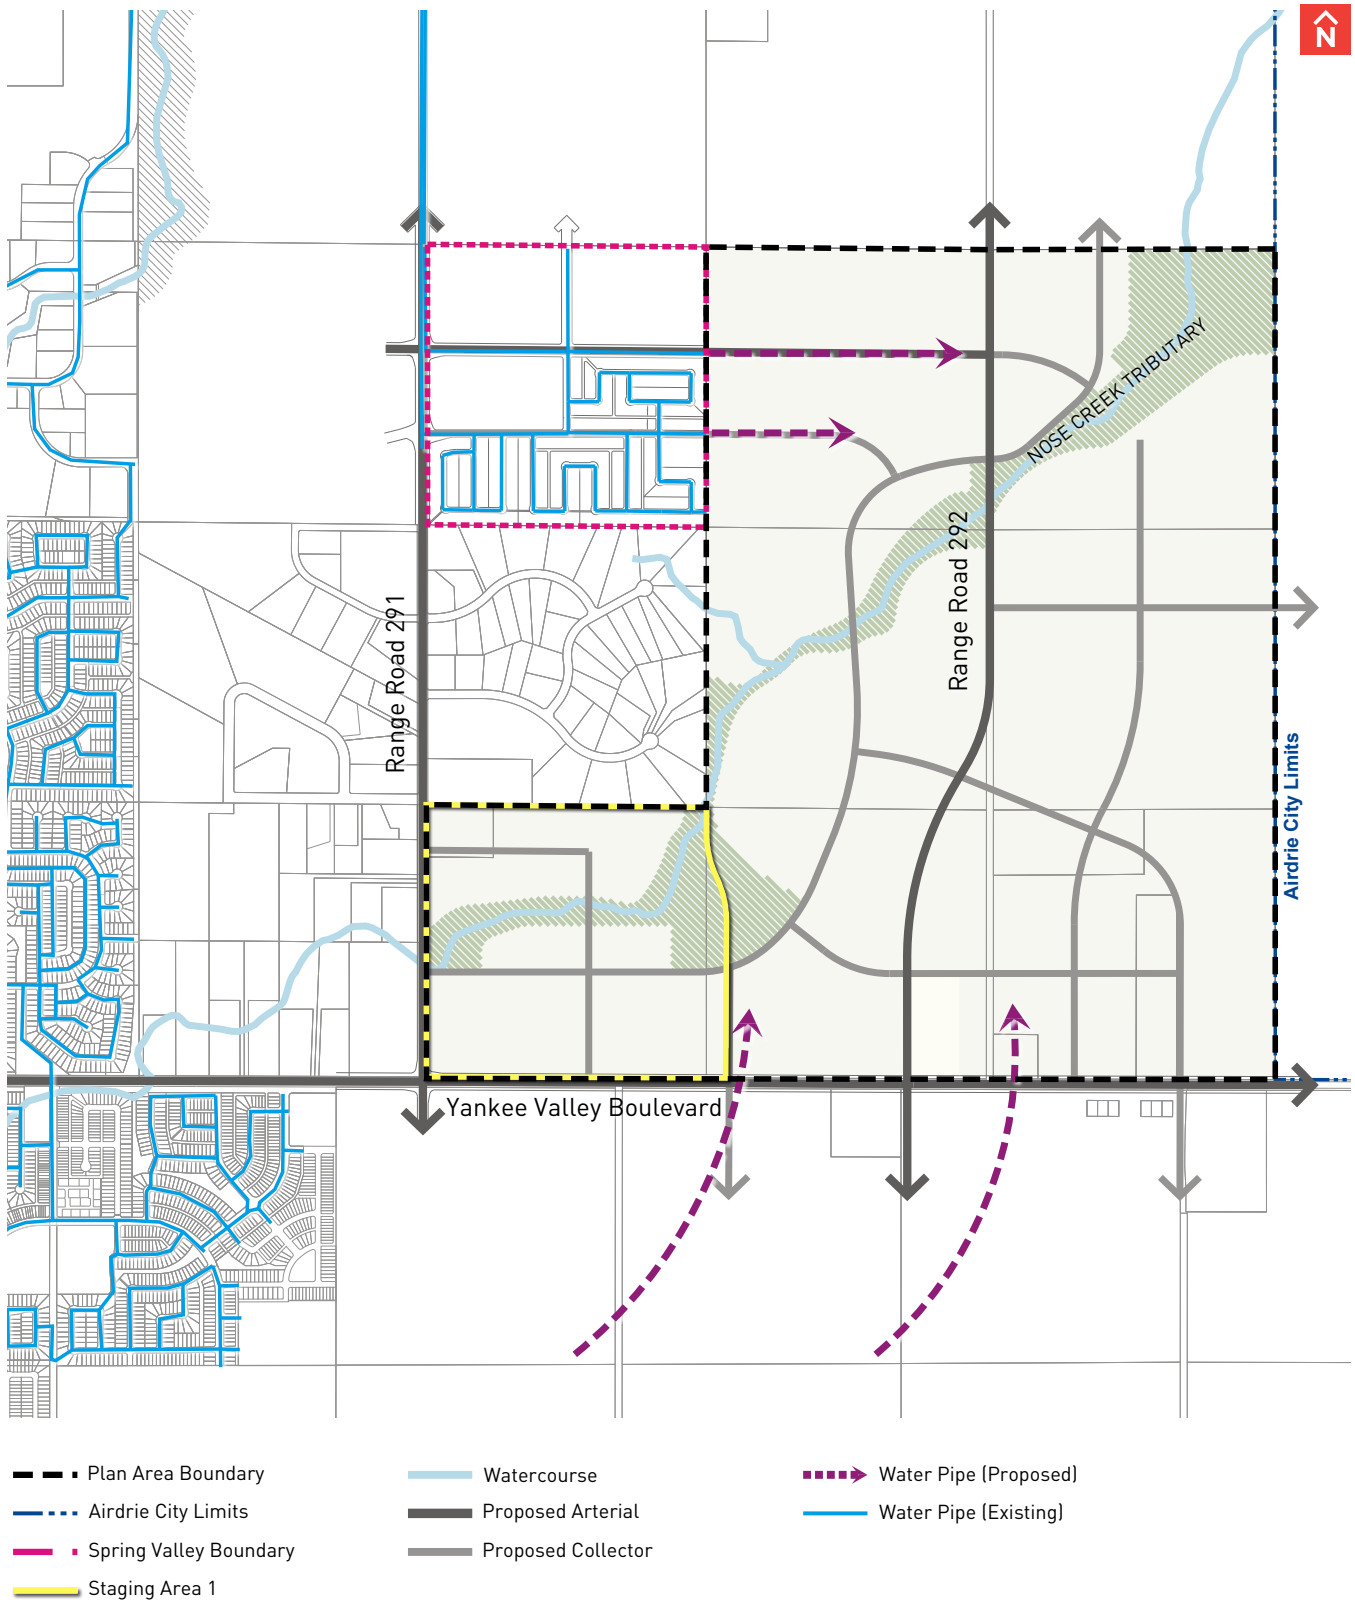 N
NOSE CREEK TRIBUTARY
Range Road 292
Range Road 291
Airdrie City Limits
Yankee Valley Boulevard
Plan Area Boundary
Airdrie City Limits
Spring Valley Boundary
Staging Area 1
Watercourse
Proposed Arterial
Proposed Collector
Water Pipe (Proposed)
Water Pipe (Existing)